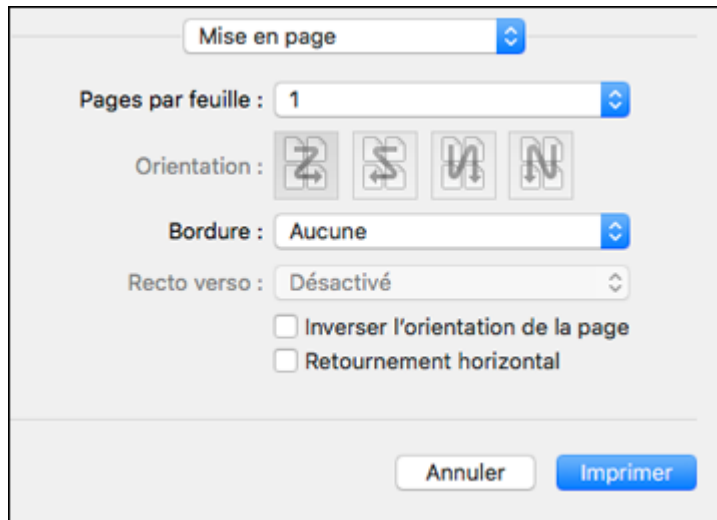 Mise en page
Pages par feuille : 1
Orientation :
Bordure : Aucune
Recto verso : Désactivé
Inverser l'orientation de la page
Retournement horizontal
Annuler Imprimer